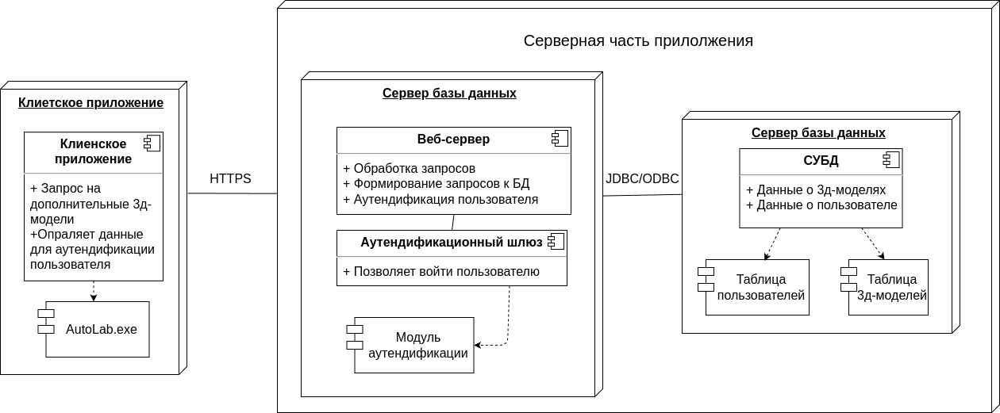 Серверная часть прилолжения
Клиетское приложение
Клиенское
приложение
+ Запрос на
дополнительные 3д-
модели
+Опраляет данные
для аутендификации
пользователя
AutoLab.exe
HTTPS
Сервер базы данных
Веб-сервер
+ Обработка запросов
+ Формирование запросов к БД
+ Аутендификация пользователя
Аутендификационный шлюз
+ Позволяет войти пользователю
Модуль
аутендификации
JDBC/ODBC
Сервер базы данных
СУБД
+ Данные о 3д-моделях
+ Данные о пользователе
Таблица
пользователей
Таблица
3д-моделей